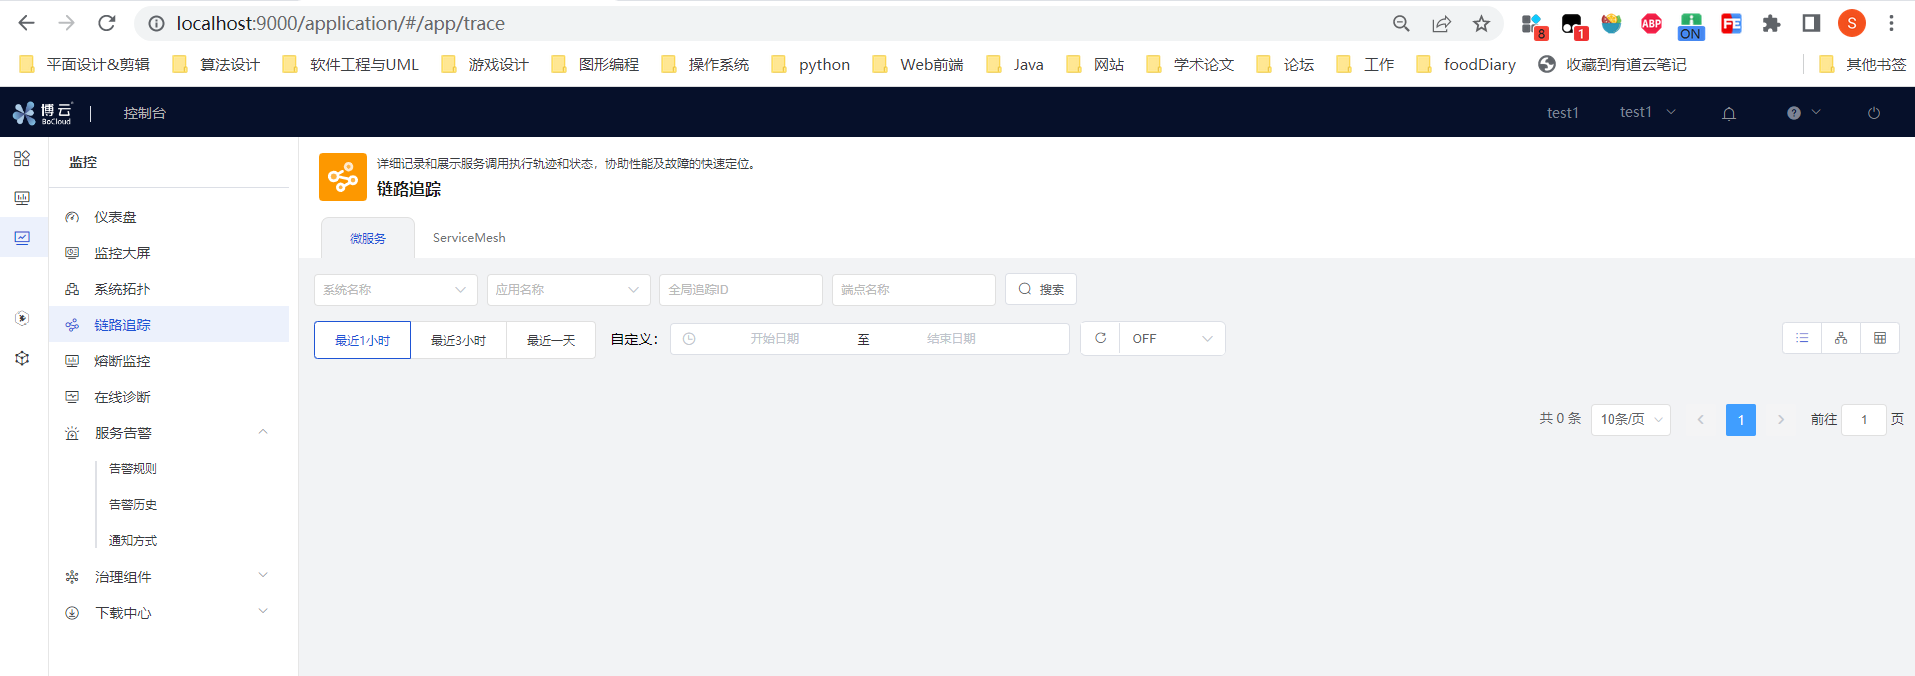 localhost:9000/application/#/app/trace
8 1 ABP ON FE S
平面设计&剪辑 算法设计 软件工程与UML 游戏设计 图形编程 操作系统 python Web前端 Java 网站 学术论文 论坛 工作 foodDiary 收藏到有道云笔记 其他书签
博云 BoCloud 控制台 test1 test1
监控
仪表盘
监控大屏
系统拓扑
链路追踪
熔断监控
在线诊断
服务告警
告警规则
告警历史
通知方式
治理组件
下载中心
详细记录和展示服务调用执行轨迹和状态，协助性能及故障的快速定位。
链路追踪
微服务 ServiceMesh
系统名称 应用名称 全局追踪ID 端点名称 搜索
最近1小时 最近3小时 最近一天 自定义： 开始日期 至 结束日期 OFF
共 0 条 10条/页 1 前往 1 页